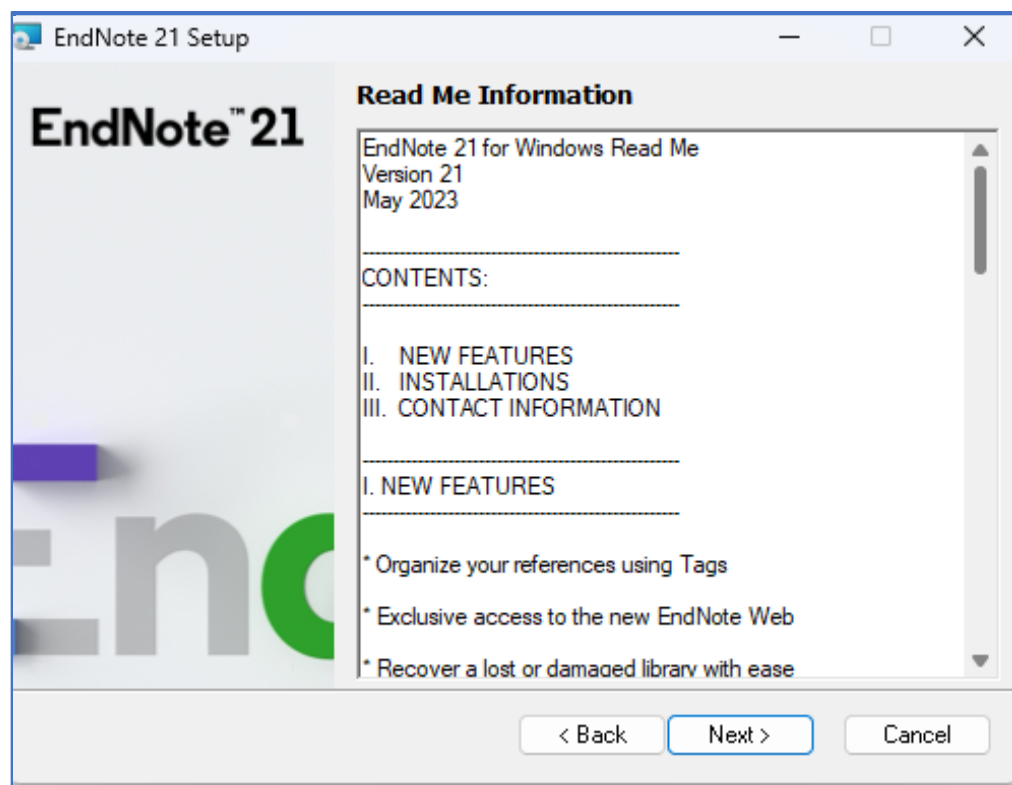 EndNote 21 Setup
EndNote™21
Read Me Information
EndNote 21 for Windows Read Me
Version 21
May 2023
----------------------------------------------------
CONTENTS:
----------------------------------------------------
I. NEW FEATURES
II. INSTALLATIONS
III. CONTACT INFORMATION
----------------------------------------------------
I. NEW FEATURES
----------------------------------------------------
* Organize your references using Tags
* Exclusive access to the new EndNote Web
* Recover a lost or damaged library with ease
End
< Back
Next >
Cancel